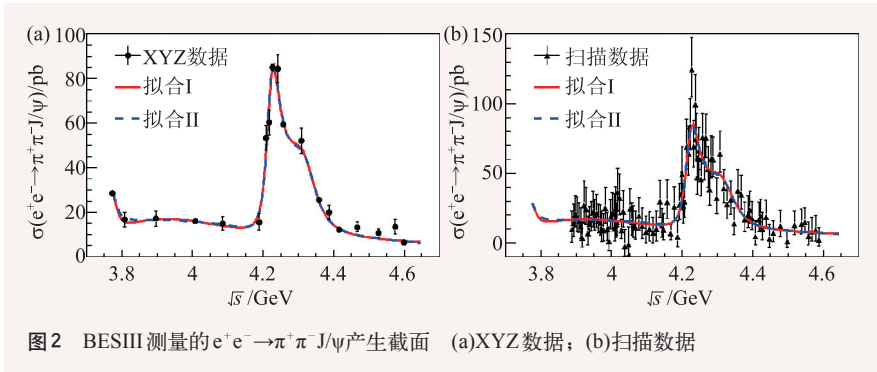 (a)
100
80
60
40
20
0
σ(e⁺e⁻→π⁺π⁻J/ψ)/pb
XYZ数据
拟合I
拟合II
3.8 4 4.2 4.4 4.6
√s /GeV
(b)
150
100
50
0
σ(e⁺e⁻→π⁺π⁻J/ψ)/pb
扫描数据
拟合I
拟合II
3.8 4 4.2 4.4 4.6
√s /GeV
图2 BESIII测量的e⁺e⁻→π⁺π⁻J/ψ产生截面 (a)XYZ数据；(b)扫描数据